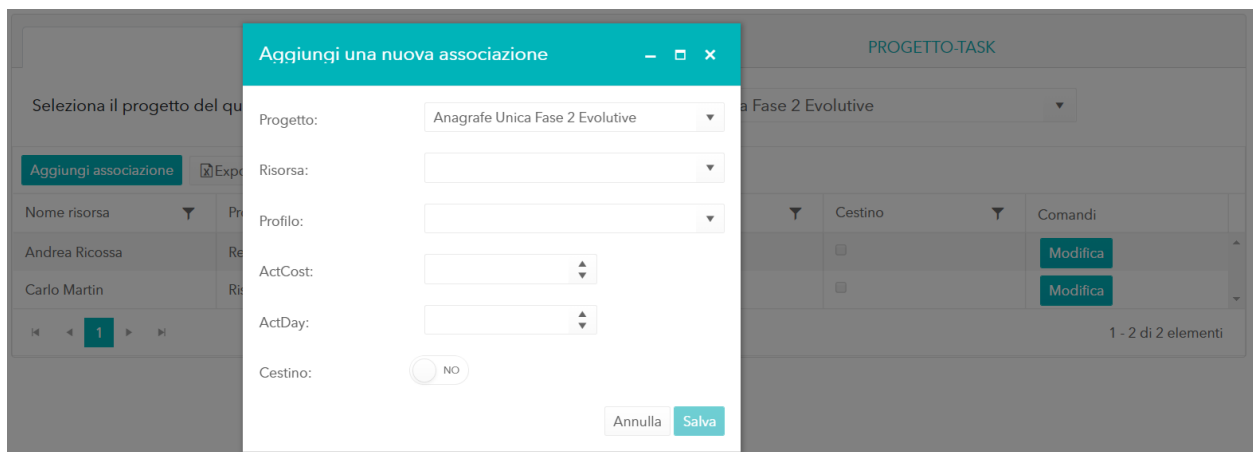 Aggiungi una nuova associazione
PROGETTO-TASK
Seleziona il progetto del qu
a Fase 2 Evolutive
Progetto: Anagrafe Unica Fase 2 Evolutive
Aggiungi associazione Expo
Risorsa:
Nome risorsa Pr Cestino Comandi
Profilo:
Andrea Ricossa Re Modifica
ActCost:
Carlo Martin Ris Modifica
ActDay:
1 1 - 2 di 2 elementi
Cestino: NO
Annulla Salva